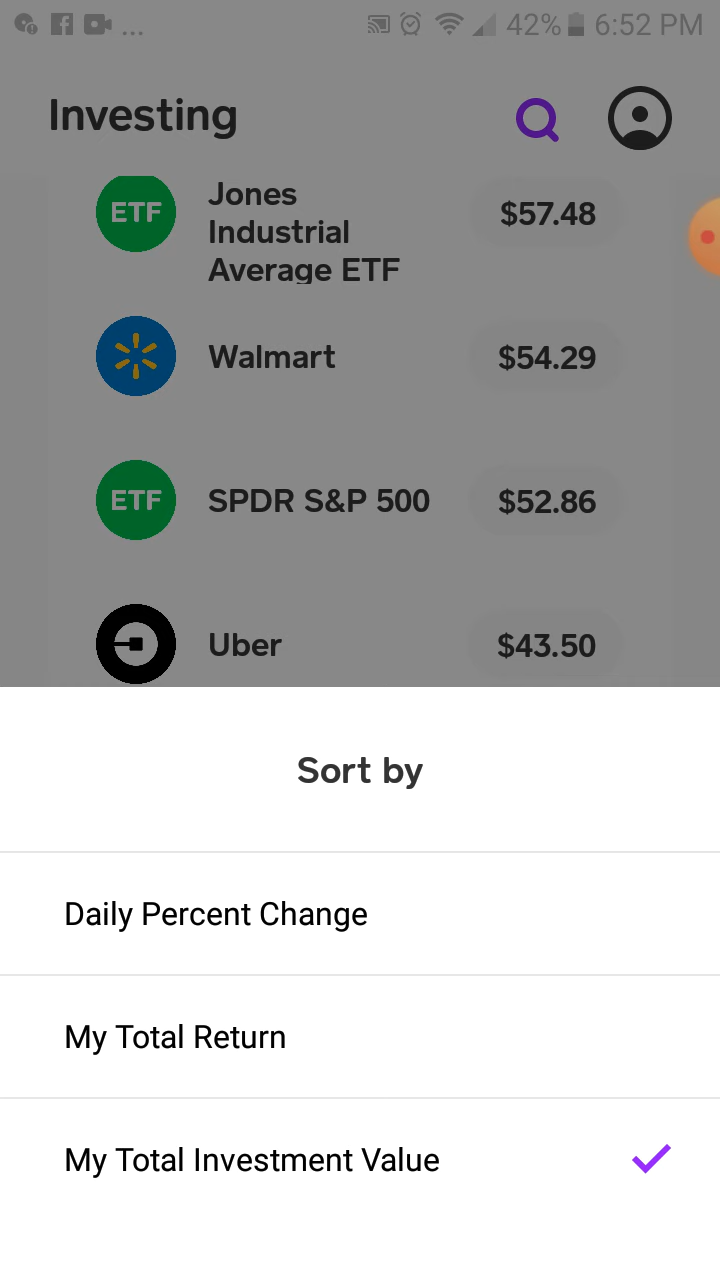 ... 42% 6:52 PM
Investing
ETF
Jones
Industrial
Average ETF
$57.48
Walmart
$54.29
ETF
SPDR S&P 500
$52.86
Uber
$43.50
Sort by
Daily Percent Change
My Total Return
My Total Investment Value